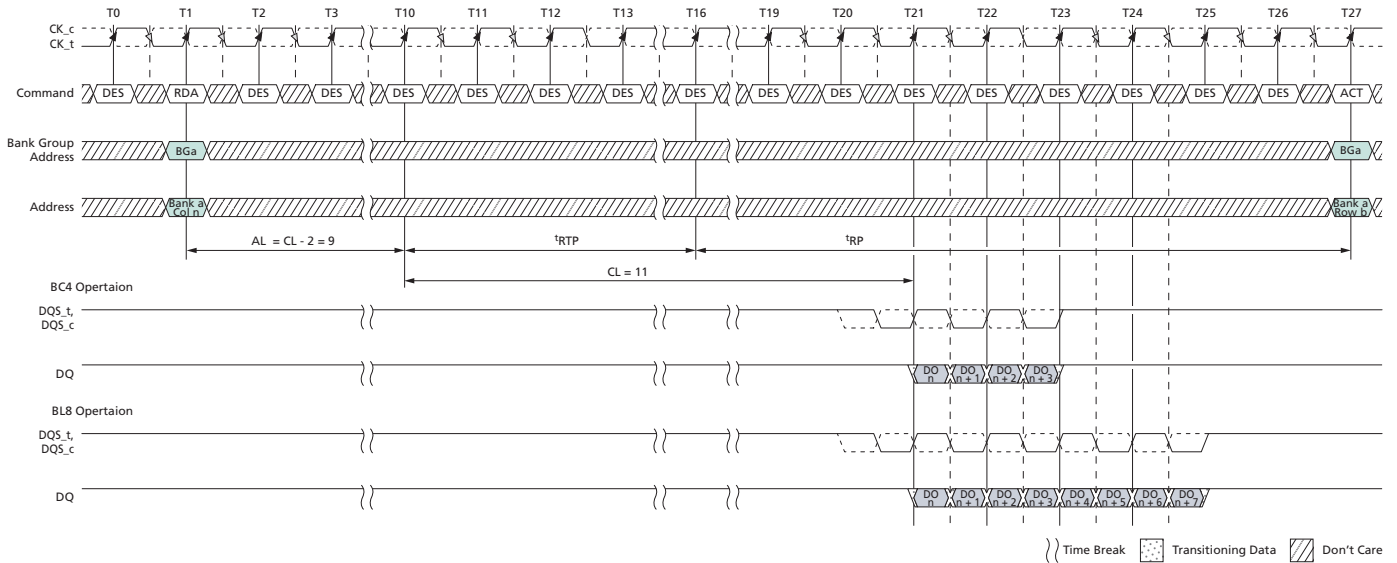 T0 T1 T2 T3 T10 T11 T12 T13 T16 T19 T20 T21 T22 T23 T24 T25 T26 T27
CK_c
CK_t
Command DES RDA DES DES DES DES DES DES DES DES DES DES DES DES DES DES DES ACT
Bank Group
Address BGa BGa
Address Bank a
Col n Bank a
Row b
AL = CL - 2 = 9 tRTP tRP
CL = 11
BC4 Opertaion
DQS_t,
DQS_c
DQ DO
n DO
n + 1 DO
n + 2 DO
n + 3
BL8 Opertaion
DQS_t,
DQS_c
DQ DO
n DO
n + 1 DO
n + 2 DO
n + 3 DO
n + 4 DO
n + 5 DO
n + 6 DO
n + 7
Time Break Transitioning Data Don't Care